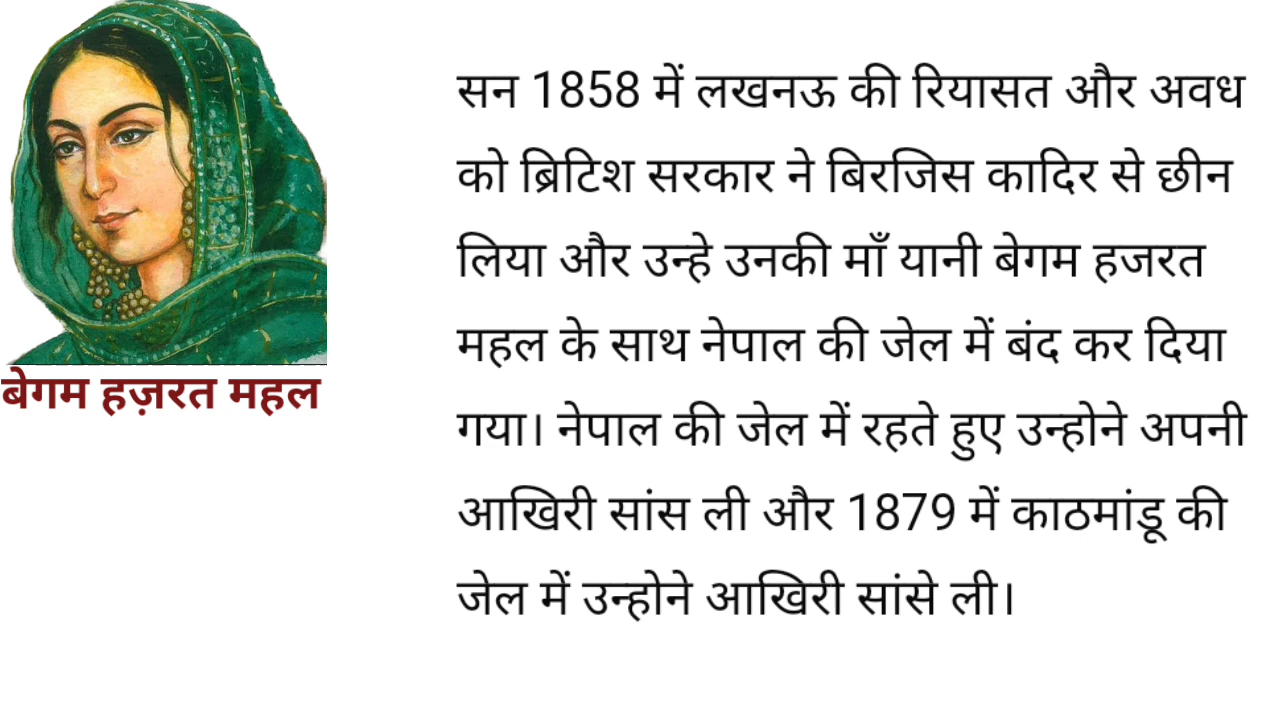 बेगम हज़रत महल
सन 1858 में लखनऊ की रियासत और अवध
को ब्रिटिश सरकार ने बिरजिस कादिर से छीन
लिया और उन्हे उनकी माँ यानी बेगम हजरत
महल के साथ नेपाल की जेल में बंद कर दिया
गया। नेपाल की जेल में रहते हुए उन्होने अपनी
आखिरी सांस ली और 1879 में काठमांडू की
जेल में उन्होने आखिरी सांसे ली।